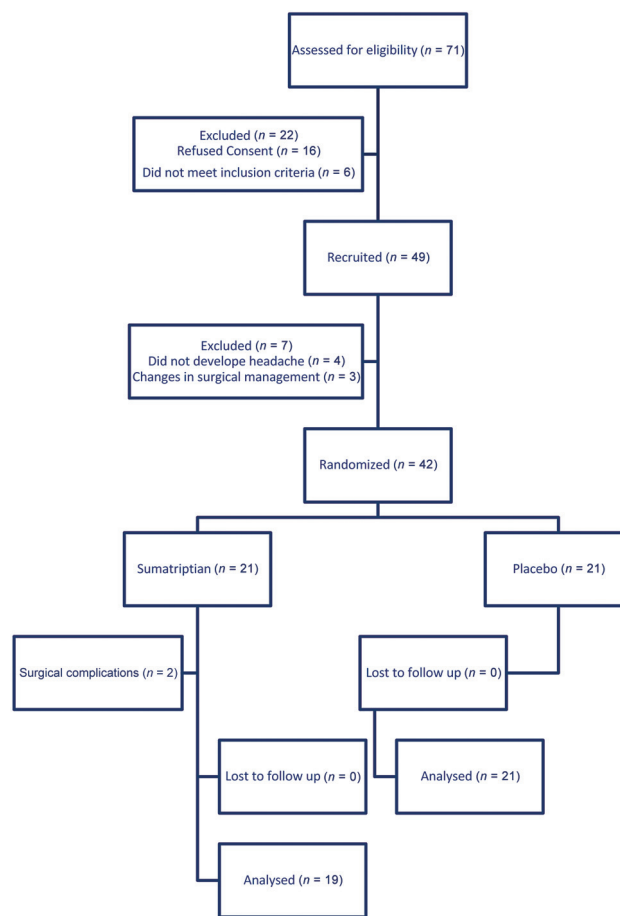 Assessed for eligibility (n = 71)
Excluded (n = 22)
Refused Consent (n = 16)
Did not meet inclusion criteria (n = 6)
Recruited (n = 49)
Excluded (n = 7)
Did not develope headache (n = 4)
Changes in surgical management (n = 3)
Randomized (n = 42)
Sumatriptian (n = 21)
Placebo (n = 21)
Surgical complications (n = 2)
Lost to follow up (n = 0)
Lost to follow up (n = 0)
Analysed (n = 21)
Analysed (n = 19)